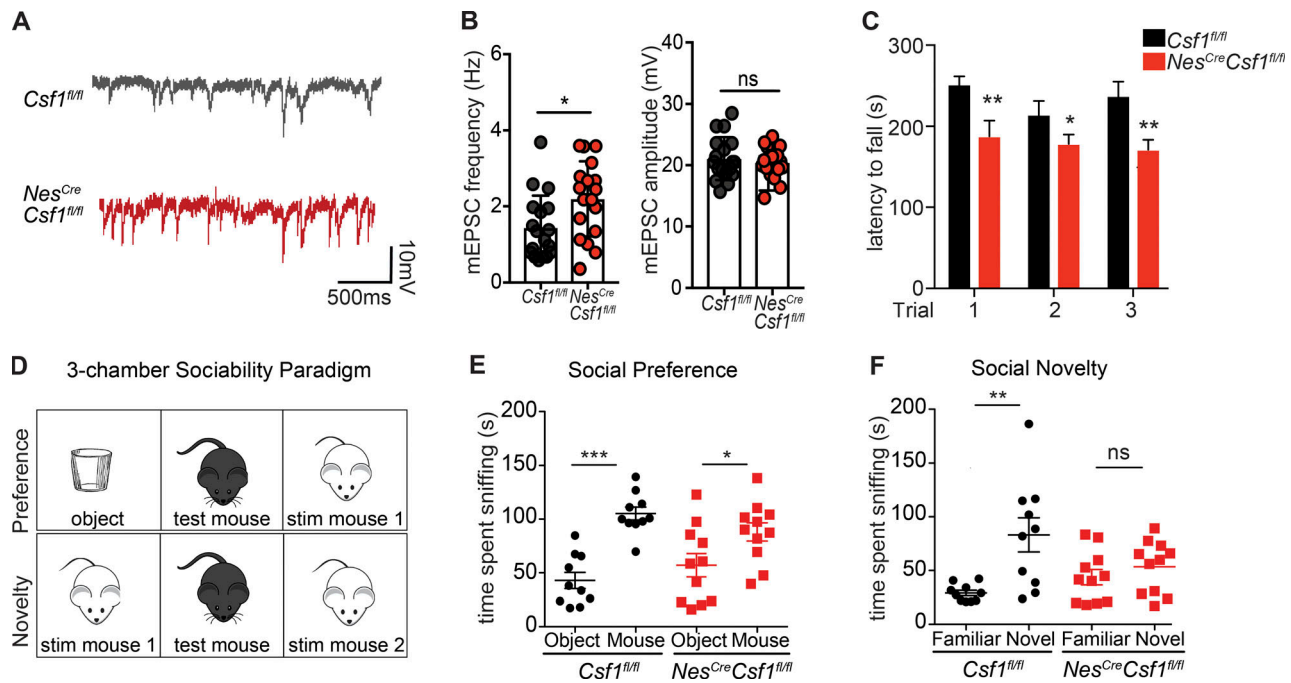 A
Csf1fl/fl
NesCre
Csf1fl/fl
10mV
500ms
B
mEPSC frequency (Hz)
6
4
2
0
*
Csf1fl/fl
NesCre
Csf1fl/fl
mEPSC amplitude (mV)
40
30
20
10
0
ns
Csf1fl/fl
NesCre
Csf1fl/fl
C
Csf1fl/fl
NesCreCsf1fl/fl
latency to fall (s)
300
200
250
0
** * **
Trial 1 2 3
D 3-chamber Sociability Paradigm
Preference
object test mouse stim mouse 1
Novelty
stim mouse 1 test mouse stim mouse 2
E Social Preference
time spent sniffing (s)
200
150
100
50
0
*** *
Object Mouse Object Mouse
Csf1fl/fl NesCreCsf1fl/fl
F Social Novelty
time spent sniffing (s)
200
150
100
50
0
** ns
Familiar Novel Familiar Novel
Csf1fl/fl NesCreCsf1fl/fl